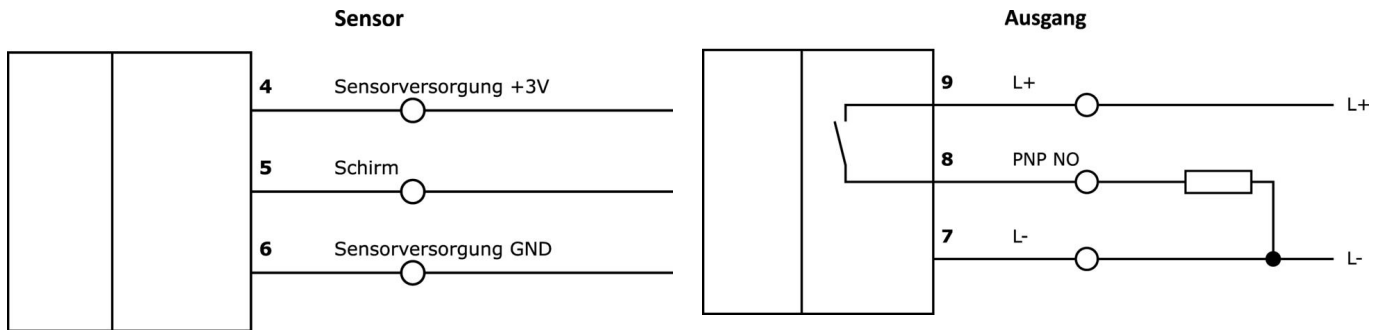 Sensor
4 Sensorversorgung +3V
5 Schirm
6 Sensorversorgung GND
Ausgang
9 L+
L+
8 PNP NO
7 L-
L-